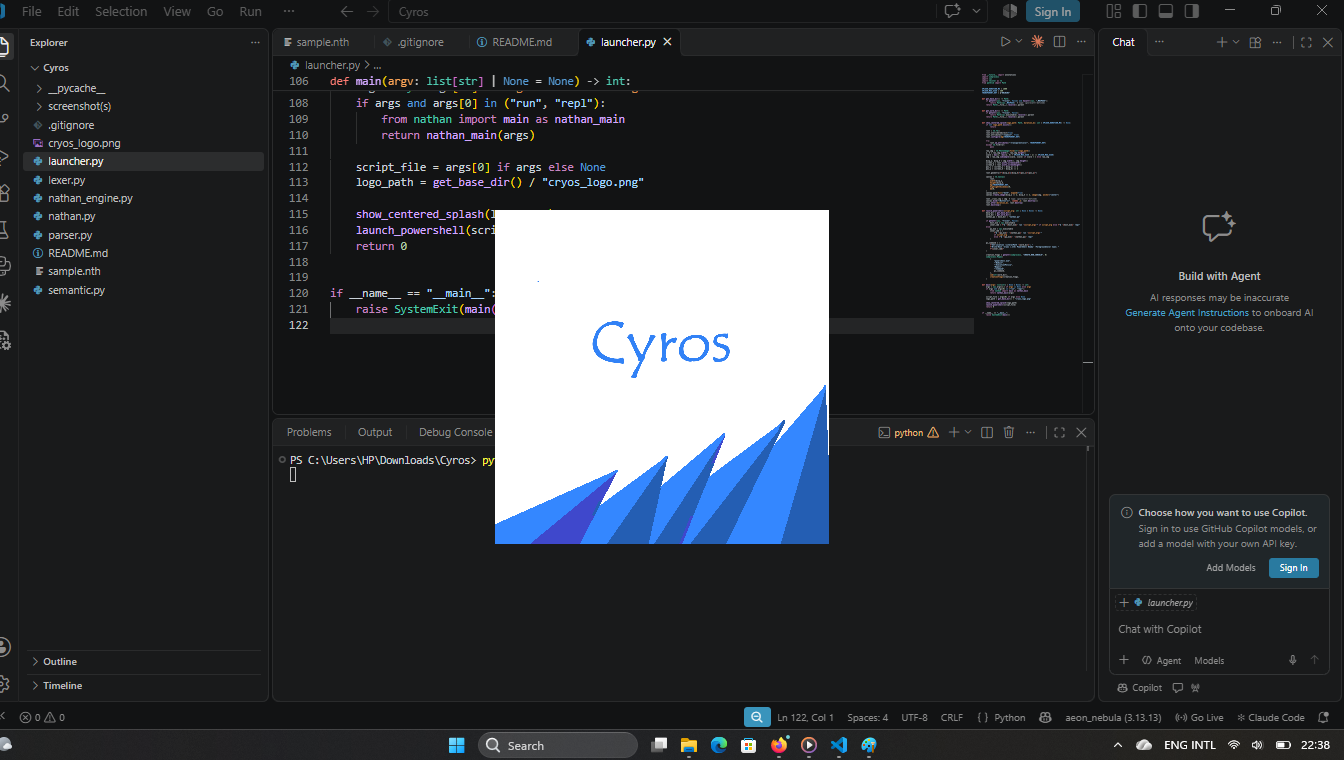 File Edit Selection View Go Run ···
Cyros
Sign In
Explorer
Cyros
__pycache__
screenshot(s)
.gitignore
cyros_logo.png
launcher.py
lexer.py
nathan_engine.py
nathan.py
parser.py
README.md
sample.nth
semantic.py
Outline
Timeline
sample.nth
.gitignore
README.md
launcher.py
launcher.py > ...
106 def main(argv: list[str] | None = None) -> int:
108 if args and args[0] in ("run", "repl"):
109 from nathan import main as nathan_main
110 return nathan_main(args)
111
112 script_file = args[0] if args else None
113 logo_path = get_base_dir() / "cryos_logo.png"
114
115 show_centered_splash(
116 launch_powershell(scri
117 return 0
118
119
120 if __name__ == "__main__":
121 raise SystemExit(main(
122
Cyros
Problems Output Debug Console
python
PS C:\Users\HP\Downloads\Cyros> py
Chat
Build with Agent
AI responses may be inaccurate
Generate Agent Instructions to onboard AI
onto your codebase.
Choose how you want to use Copilot.
Sign in to use GitHub Copilot models, or
add a model with your own API key.
Add Models Sign In
launcher.py
Chat with Copilot
Agent Models
Copilot
0 0
Ln 122, Col 1 Spaces: 4 UTF-8 CRLF { } Python aeon_nebula (3.13.13) Go Live Claude Code
Search
ENG INTL 22:38